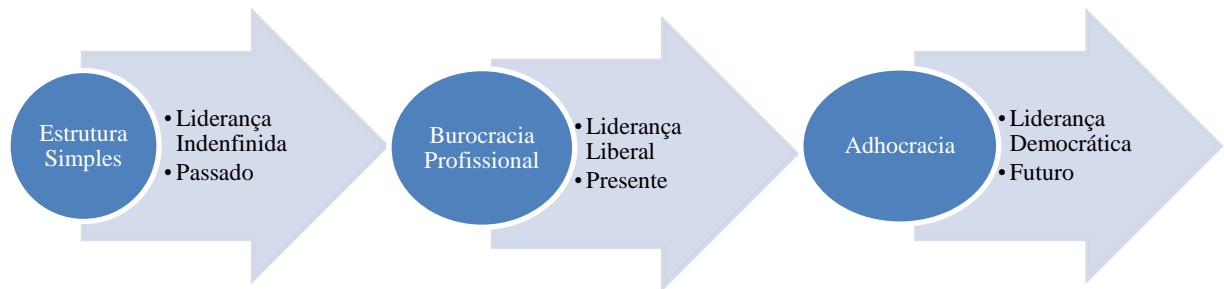 Estrutura
Simples
• Liderança
Indenfinida
• Passado
Burocracia
Profissional
• Liderança
Liberal
• Presente
Adhocracia
• Liderança
Democrática
• Futuro